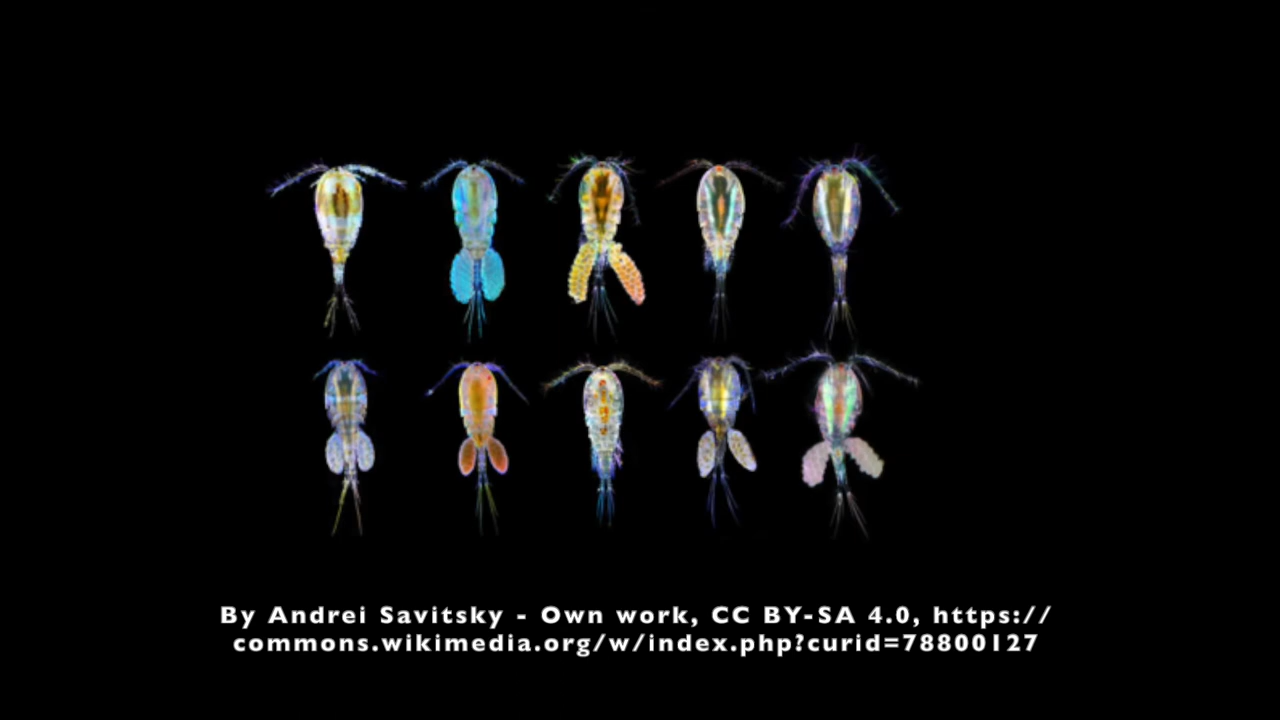 By Andrei Savitsky - Own work, CC BY-SA 4.0, https://
commons.wikimedia.org/w/index.php?curid=78800127